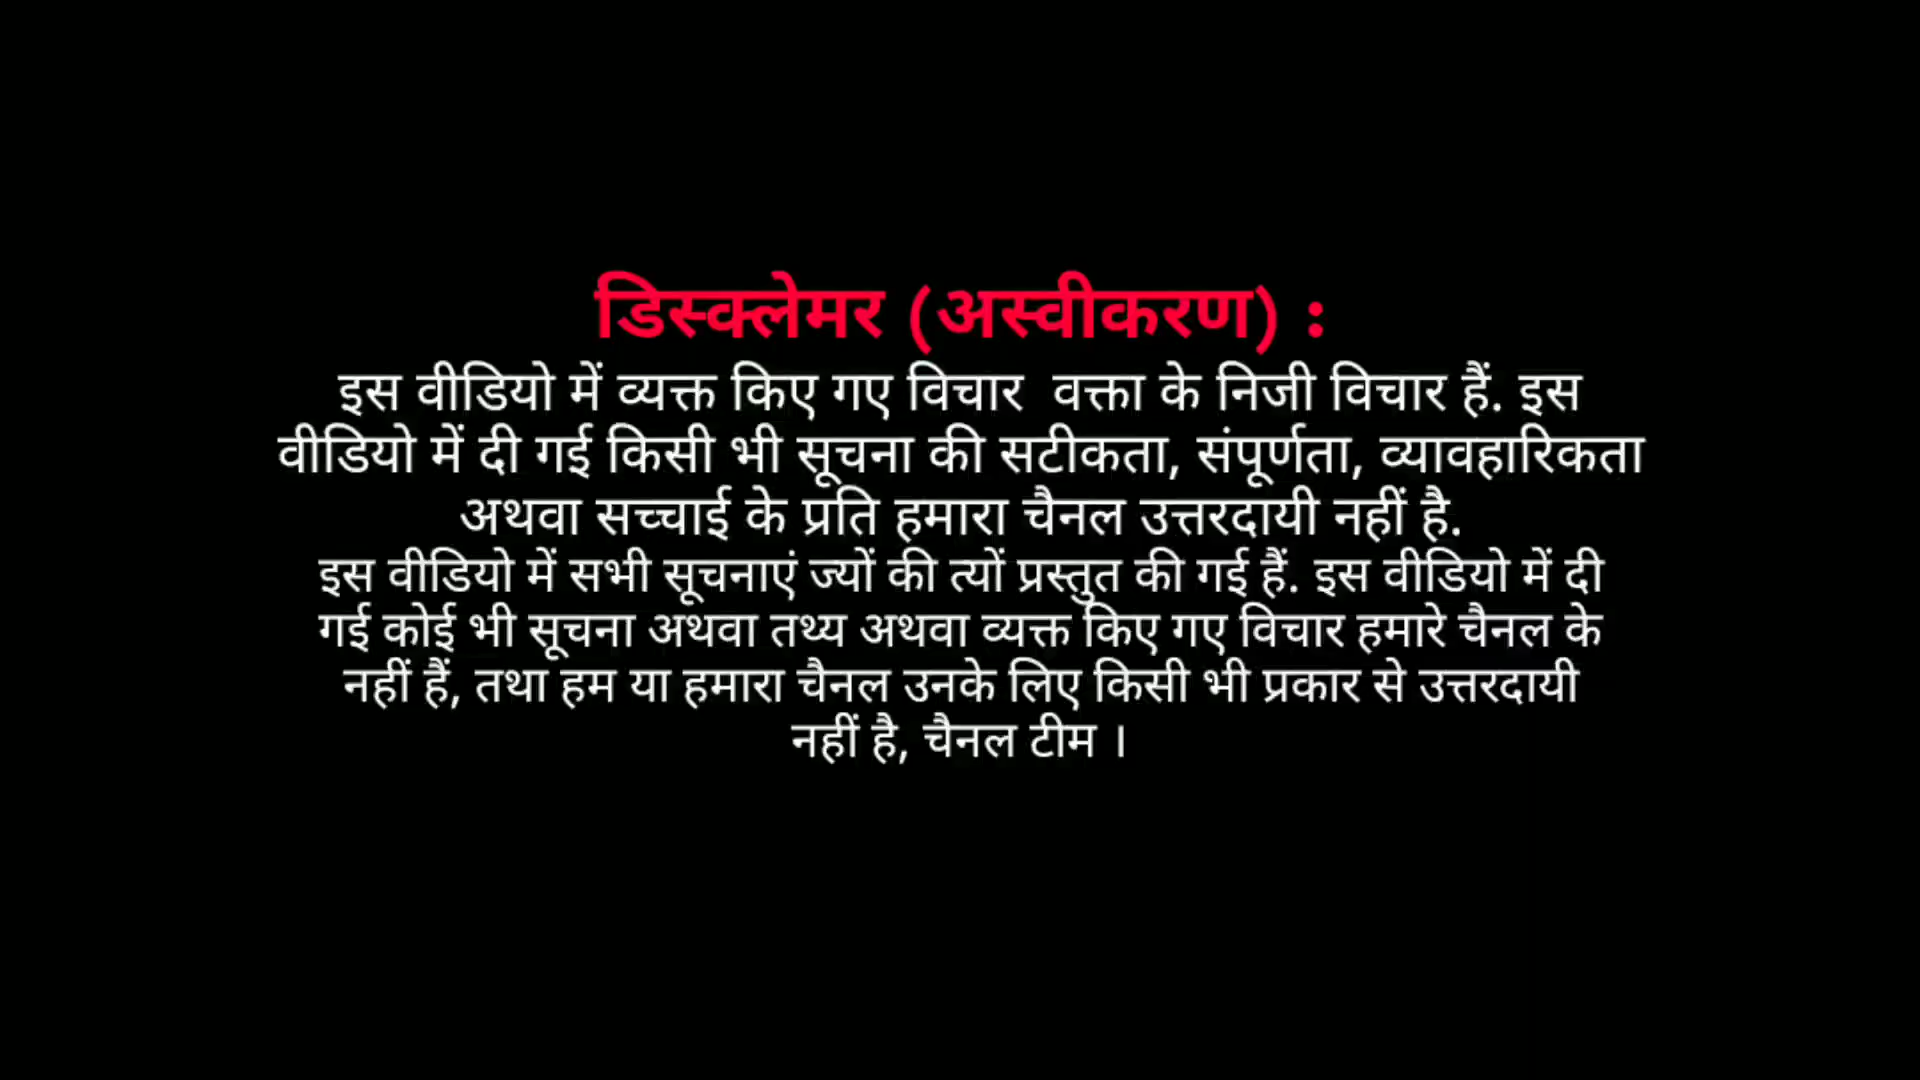 डिस्क्लेमर (अस्वीकरण) :
इस वीडियो में व्यक्त किए गए विचार वक्ता के निजी विचार हैं. इस
वीडियो में दी गई किसी भी सूचना की सटीकता, संपूर्णता, व्यावहारिकता
अथवा सच्चाई के प्रति हमारा चैनल उत्तरदायी नहीं है.
इस वीडियो में सभी सूचनाएं ज्यों की त्यों प्रस्तुत की गई हैं. इस वीडियो में दी
गई कोई भी सूचना अथवा तथ्य अथवा व्यक्त किए गए विचार हमारे चैनल के
नहीं हैं, तथा हम या हमारा चैनल उनके लिए किसी भी प्रकार से उत्तरदायी
नहीं है, चैनल टीम ।